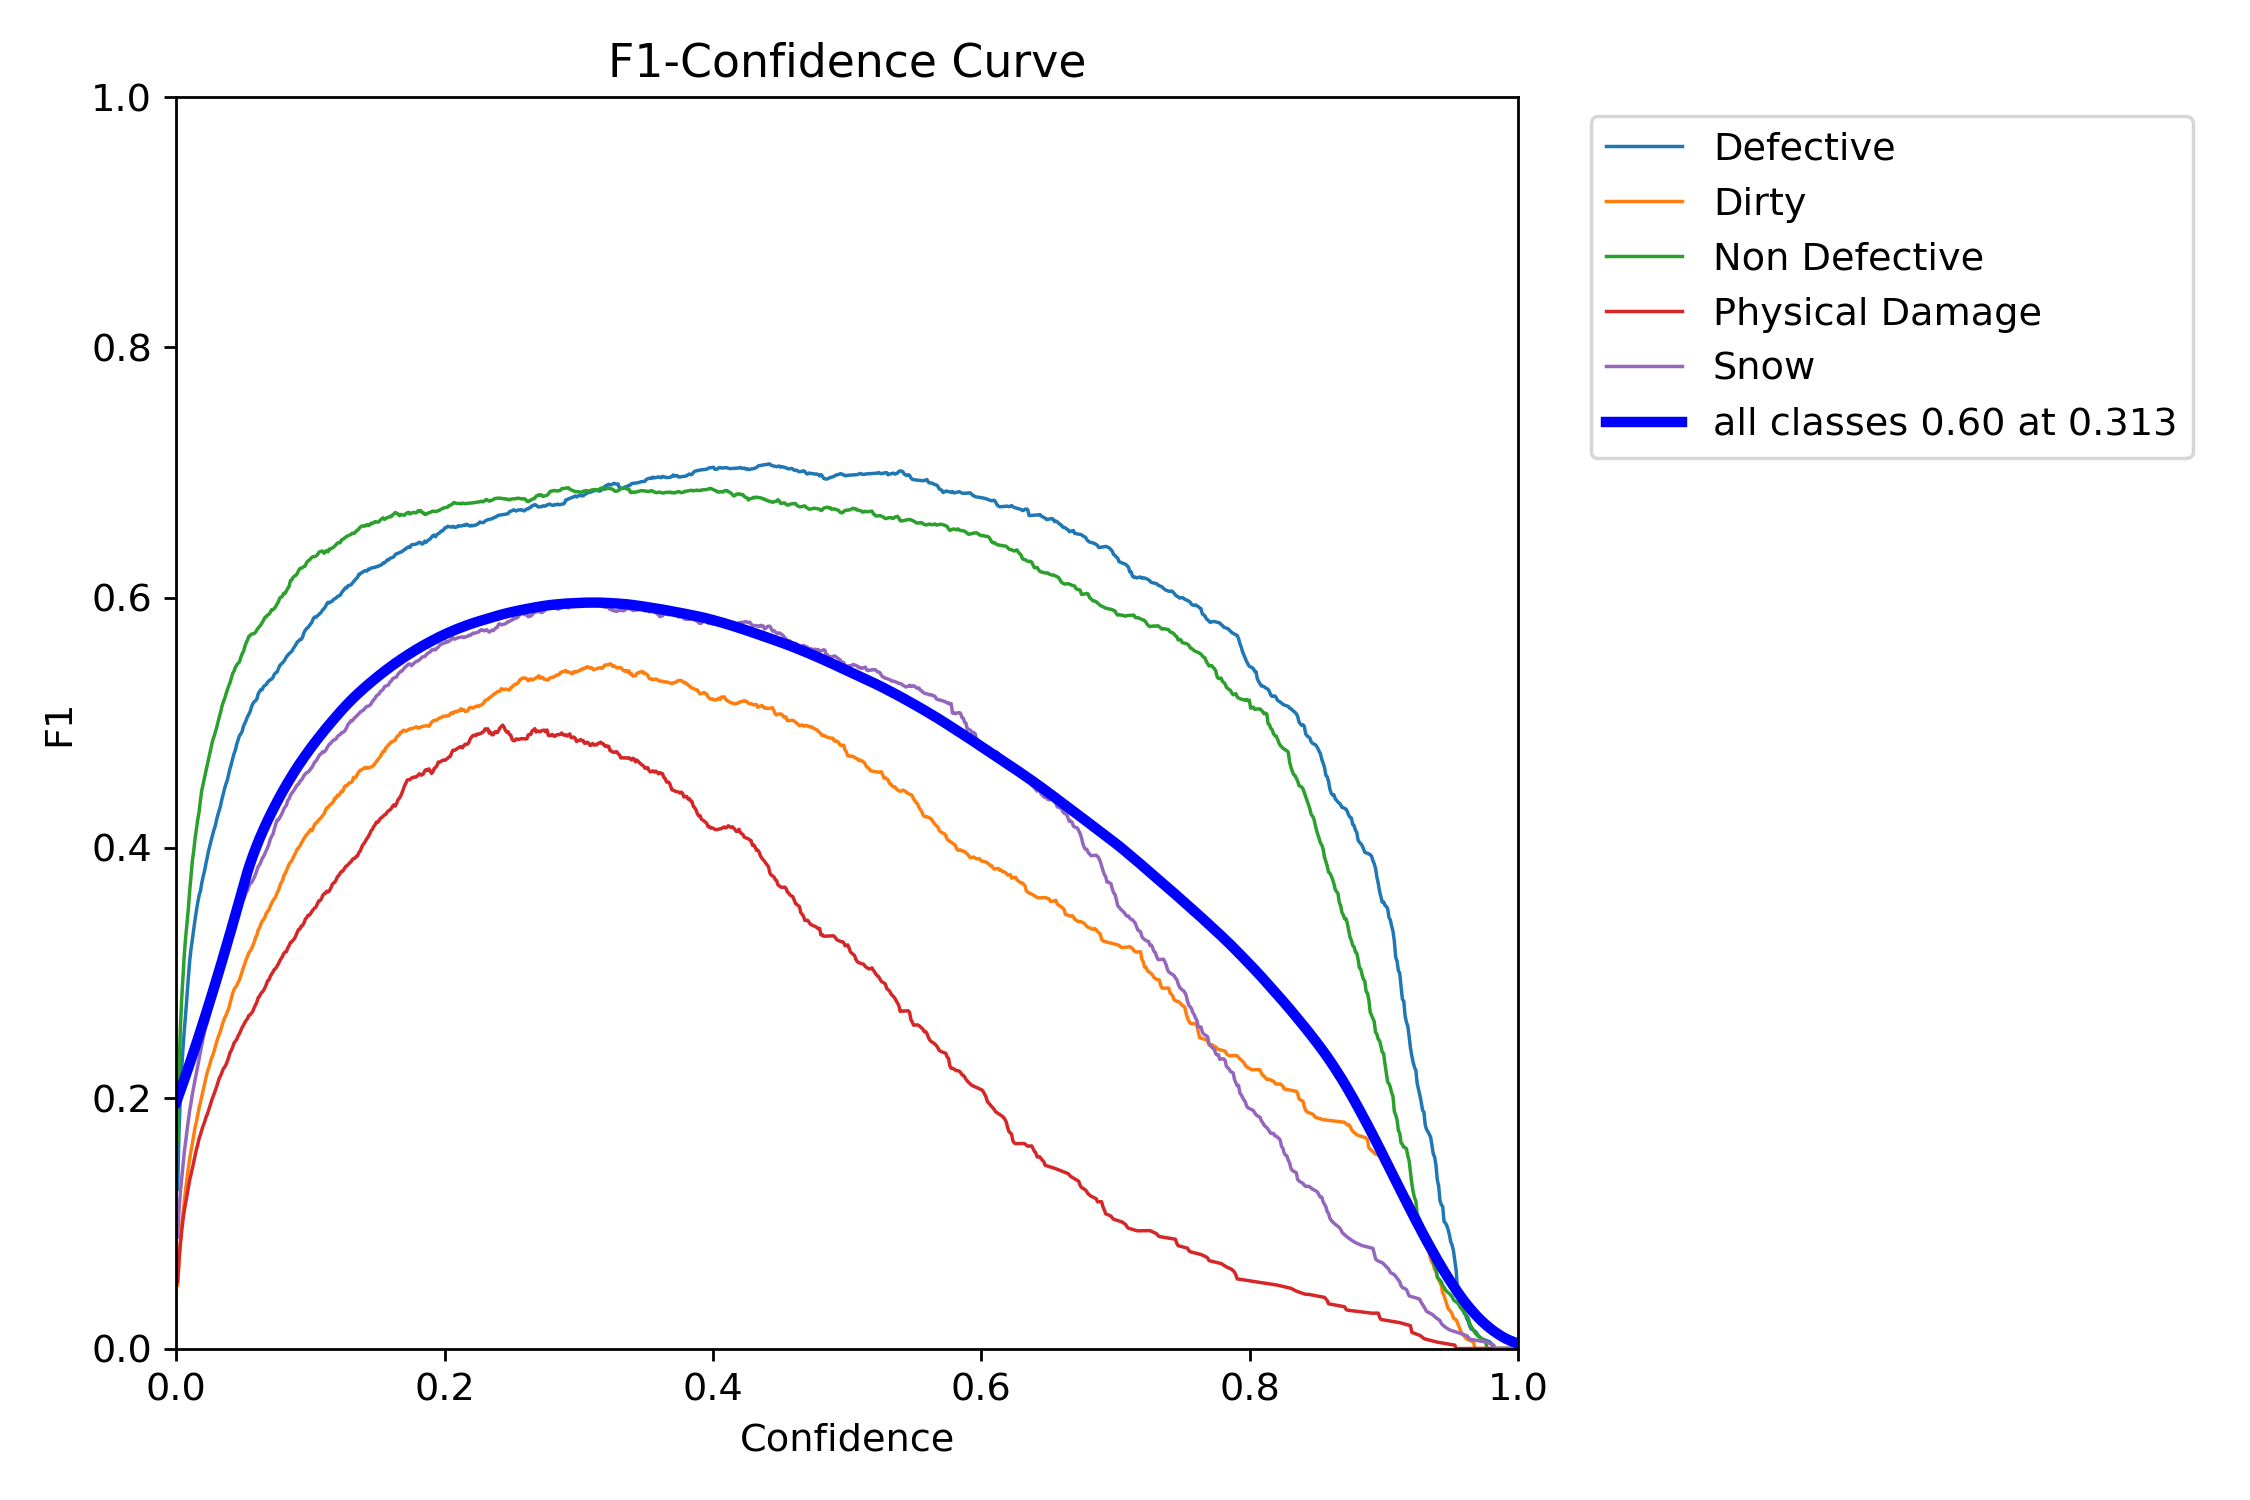 F1-Confidence Curve
1.0
0.8
0.6
0.4
0.2
0.0
F1
0.0 0.2 0.4 0.6 0.8 1.0
Confidence
Defective
Dirty
Non Defective
Physical Damage
Snow
all classes 0.60 at 0.313